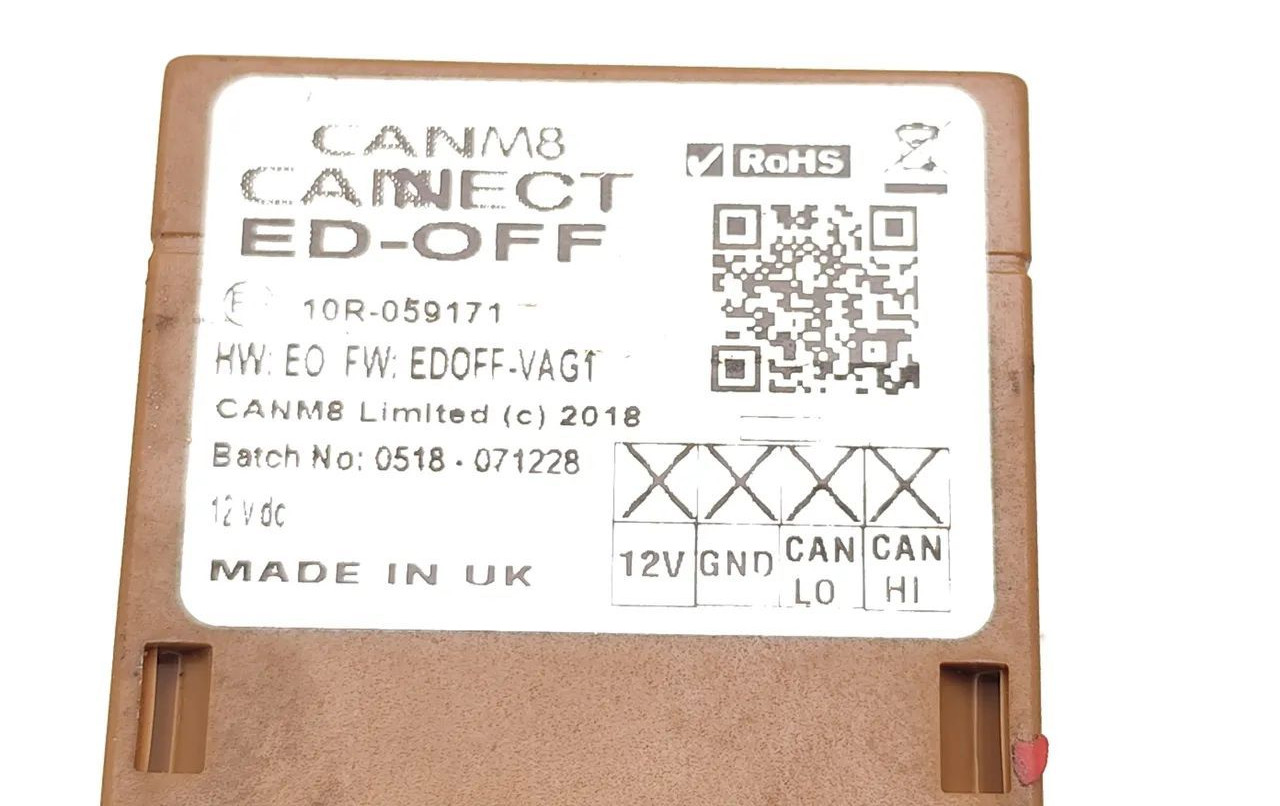 CANM8
CANNECT
ED-OFF
RoHS
E
10R-059171
HW: EO FW: EDOFF-VAG1
CANM8 Limited (c) 2018
Batch No: 0518 - 071228
12 v dc
MADE IN UK
12V
GND
CAN
LO
CAN
HI